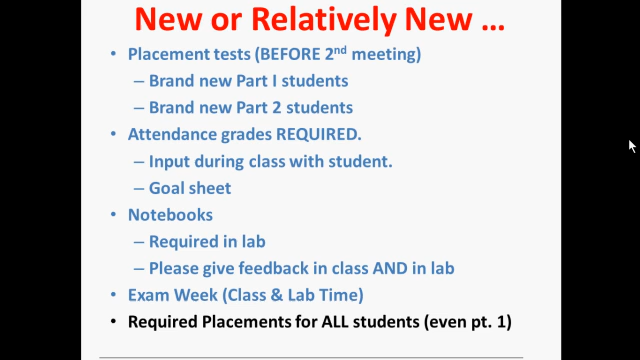 New or Relatively New …
• Placement tests (BEFORE 2nd meeting)
– Brand new Part I students
– Brand new Part 2 students
• Attendance grades REQUIRED.
– Input during class with student.
– Goal sheet
• Notebooks
– Required in lab
– Please give feedback in class AND in lab
• Exam Week (Class & Lab Time)
• Required Placements for ALL students (even pt. 1)